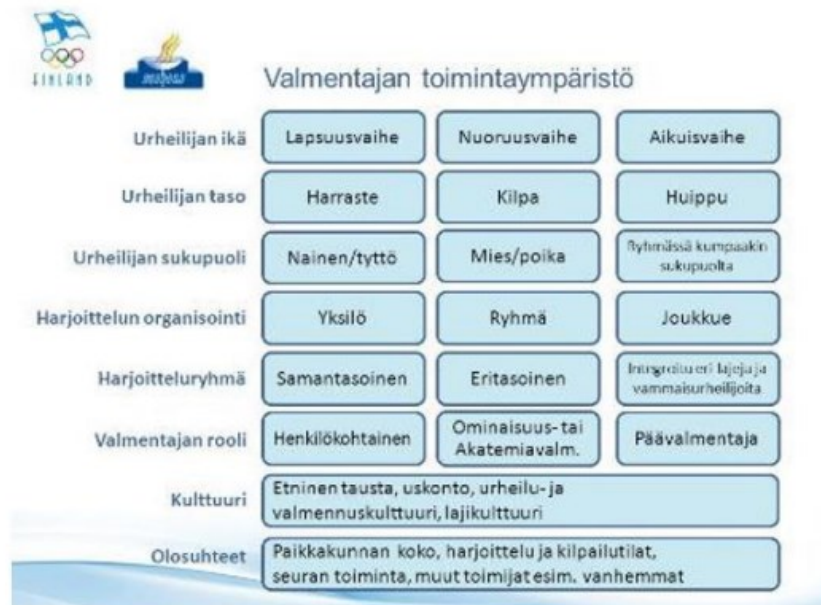 FINLAND
Valmentajan toimintaympäristö
Urheilijan ikä
Lapsuusvaihe
Nuoruusvaihe
Aikuisvaihe
Urheilijan taso
Harraste
Kilpa
Huippu
Urheilijan sukupuoli
Nainen/tyttö
Mies/poika
Ryhmässä kumpaakin
sukupuolta
Harjoittelun organisointi
Yksilö
Ryhmä
Joukkue
Harjoitteluryhmä
Samantasoinen
Eritasoinen
Integroitu eri lajeja ja
vammaisurheilijoita
Valmentajan rooli
Henkilökohtainen
Ominaisuus- tai
Akatemiavalm.
Päävalmentaja
Kulttuuri
Etninen tausta, uskonto, urheilu- ja
valmennuskulttuuri, lajikulttuuri
Olosuhteet
Paikkakunnan koko, harjoittelu ja kilpailutilat,
seuran toiminta, muut toimijat esim. vanhemmat